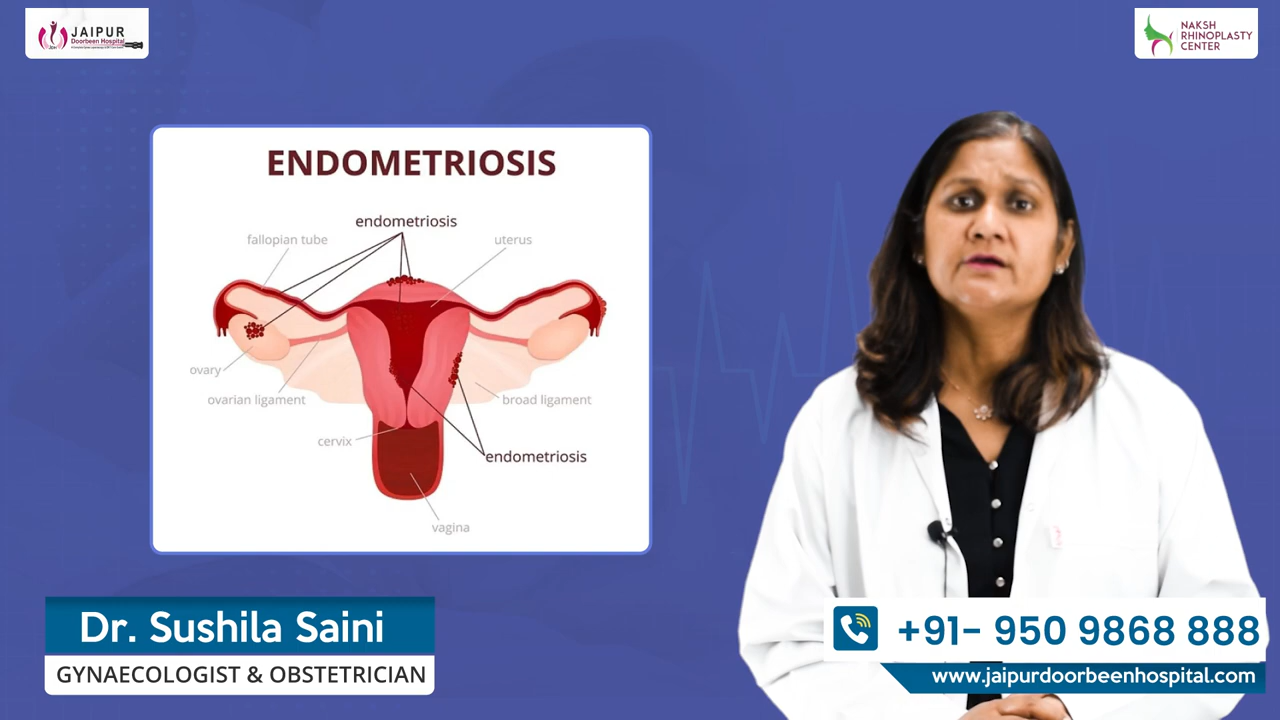 JAIPUR
Doorbeen Hospital
NAKSH
RHINOPLASTY
CENTER
ENDOMETRIOSIS
endometriosis
fallopian tube
uterus
ovary
ovarian ligament
broad ligament
cervix
endometriosis
vagina
Dr. Sushila Saini
GYNAECOLOGIST & OBSTETRICIAN
+91- 950 9868 888
www.jaipurdoorbeenhospital.com